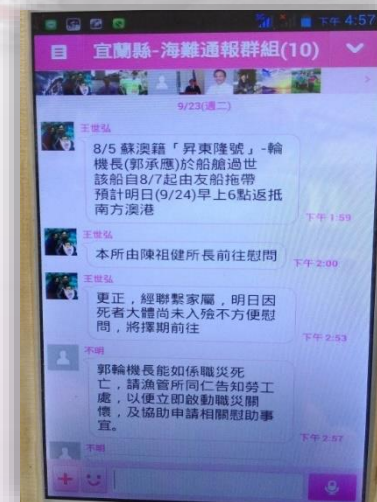 下午 4:57
宜蘭縣-海難通報群組(10)
9/23(週二)
王世弘
8/5 蘇澳籍「昇東隆號」-輪
機長(郭承應)於船艙過世
該船自8/7起由友船拖帶
預計明日(9/24)早上6點返抵
南方澳港
下午 1:59
王世弘
本所由陳祖健所長前往慰問
下午 2:00
王世弘
更正，經聯繫家屬，明日因
死者大體尚未入殮不方便慰
問，將擇期前往
下午 2:53
不明
郭輪機長能如係職災死
亡，請漁管所同仁告知勞工
處，以便立即啟動職災關
懷，及協助申請相關慰助事
宜。
下午 2:57
不明